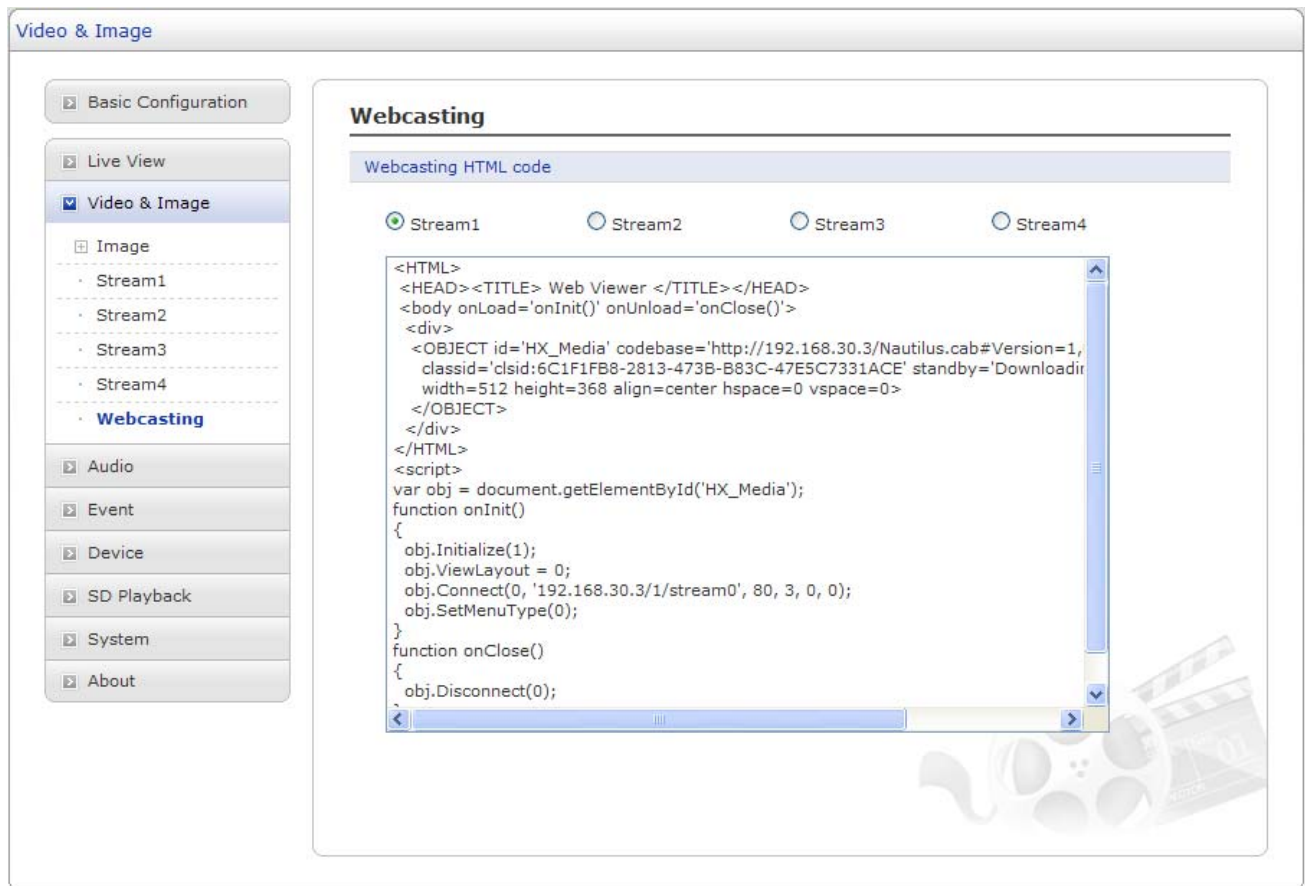 Video & Image
Basic Configuration
Live View
Video & Image
Image
Stream1
Stream2
Stream3
Stream4
Webcasting
Audio
Event
Device
SD Playback
System
About
Webcasting
Webcasting HTML code
Stream1 Stream2 Stream3 Stream4
<HTML>
<HEAD><TITLE> Web Viewer </TITLE></HEAD>
<body onLoad='onInit()' onUnload='onClose()'>
<div>
<OBJECT id='HX_Media' codebase='http://192.168.30.3/Nautilus.cab#Version=1,
classid='clsid:6C1F1FB8-2813-473B-B83C-47E5C7331ACE' standby='Downloadin
width=512 height=368 align=center hspace=0 vspace=0>
</OBJECT>
</div>
</HTML>
<script>
var obj = document.getElementById('HX_Media');
function onInit()
{
obj.Initialize(1);
obj.ViewLayout = 0;
obj.Connect(0, '192.168.30.3/1/stream0', 80, 3, 0, 0);
obj.SetMenuType(0);
}
function onClose()
{
obj.Disconnect(0);